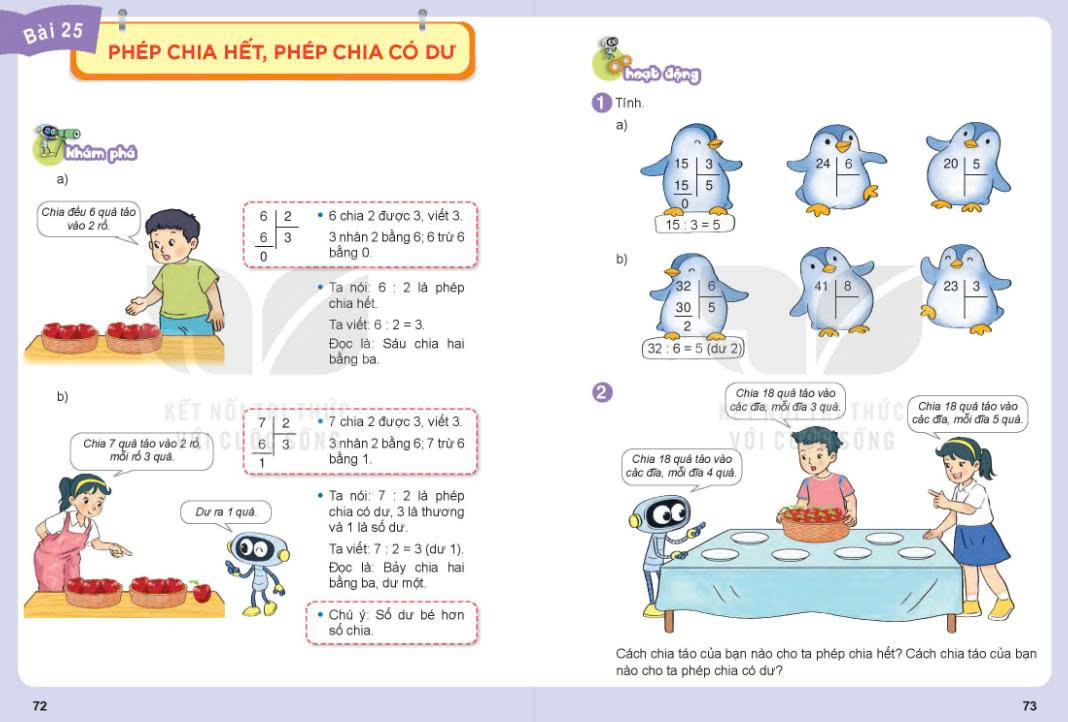 Bài 25
PHÉP CHIA HẾT, PHÉP CHIA CÓ DƯ
khám phá
a)
Chia đều 6 quả táo
vào 2 rổ.
6 2
6 3
0
• 6 chia 2 được 3, viết 3.
3 nhân 2 bằng 6; 6 trừ 6
bằng 0.
• Ta nói: 6 : 2 là phép
chia hết.
Ta viết: 6 : 2 = 3.
Đọc là: Sáu chia hai
bằng ba.
b)
Chia 7 quả táo vào 2 rổ,
mỗi rổ 3 quả.
Dư ra 1 quả.
7 2
6 3
1
• 7 chia 2 được 3, viết 3.
3 nhân 2 bằng 6; 7 trừ 6
bằng 1.
• Ta nói: 7 : 2 là phép
chia có dư, 3 là thương
và 1 là số dư.
Ta viết: 7 : 2 = 3 (dư 1).
Đọc là: Bảy chia hai
bằng ba, dư một.
• Chú ý: Số dư bé hơn
số chia.
KẾT NỐI TRI THỨC
VỚI CUỘC SỐNG
72
hoạt động
1 Tính.
a)
15 3
15 5
0
15 : 3 = 5
24 6
20 5
b)
32 6
30 5
2
32 : 6 = 5 (dư 2)
41 8
23 3
2
Chia 18 quả táo vào
các đĩa, mỗi đĩa 4 quả.
Chia 18 quả táo vào
các đĩa, mỗi đĩa 3 quả.
Chia 18 quả táo vào
các đĩa, mỗi đĩa 5 quả.
KẾT NỐI TRI THỨC
VỚI CUỘC SỐNG
Cách chia táo của bạn nào cho ta phép chia hết? Cách chia táo của bạn
nào cho ta phép chia có dư?
73